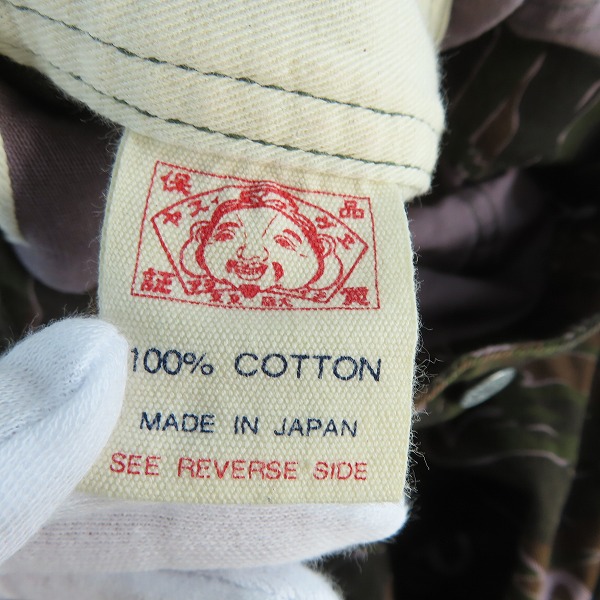 保 品
証 質
100% COTTON
MADE IN JAPAN
SEE REVERSE SIDE